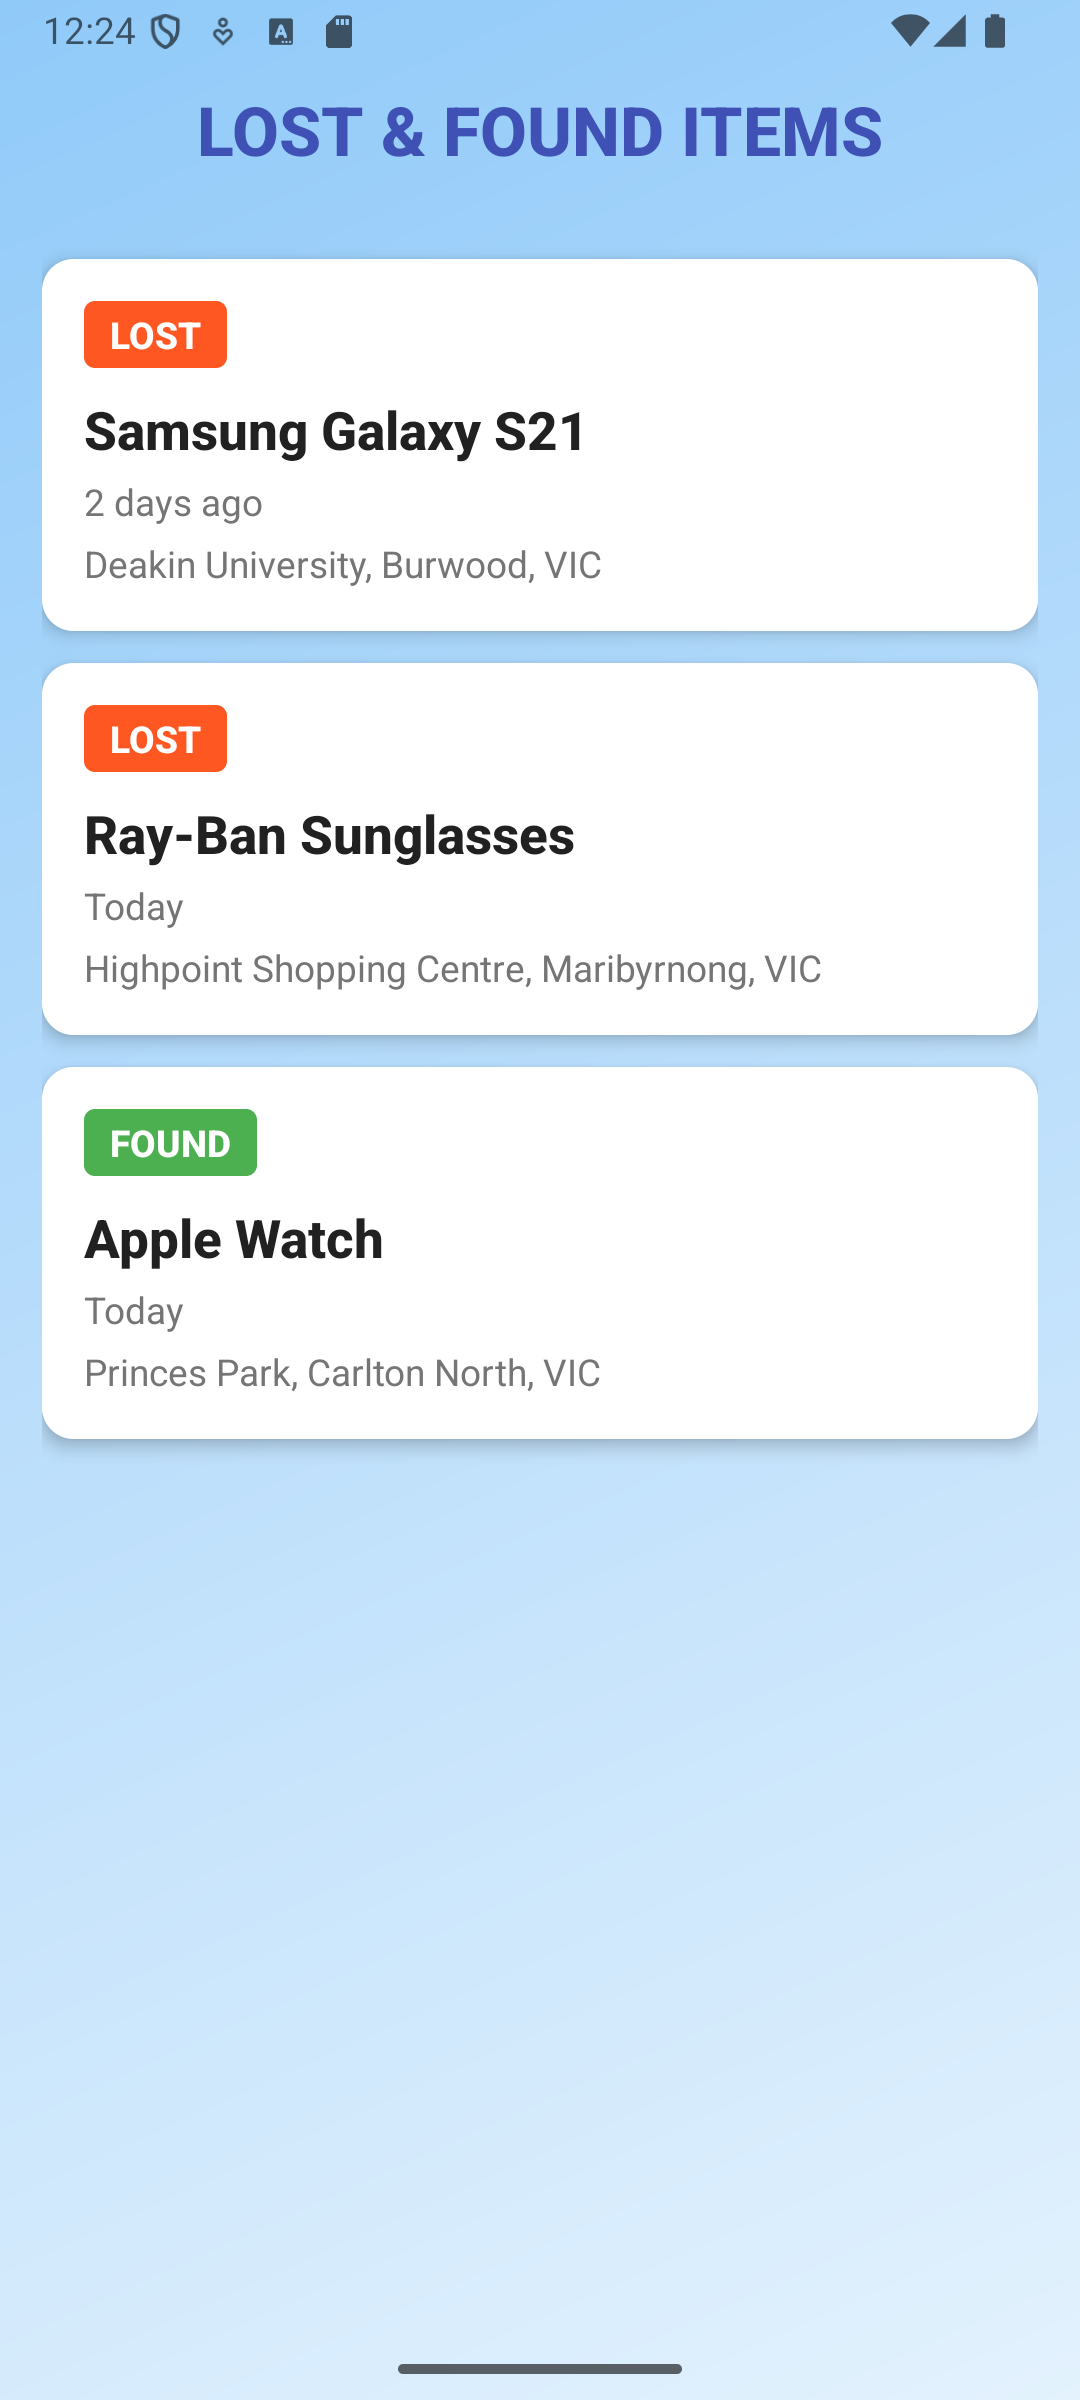 12:24
LOST & FOUND ITEMS
LOST
Samsung Galaxy S21
2 days ago
Deakin University, Burwood, VIC
LOST
Ray-Ban Sunglasses
Today
Highpoint Shopping Centre, Maribyrnong, VIC
FOUND
Apple Watch
Today
Princes Park, Carlton North, VIC